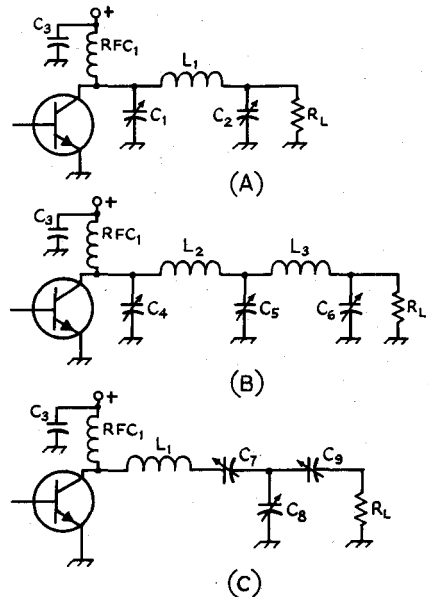 +
C3
RFC1
L1
C1
C2
RL
(A)
+
C3
RFC1
L2
L3
C4
C5
C6
RL
(B)
+
C3
RFC1
L1
C7
C9
C8
RL
(C)